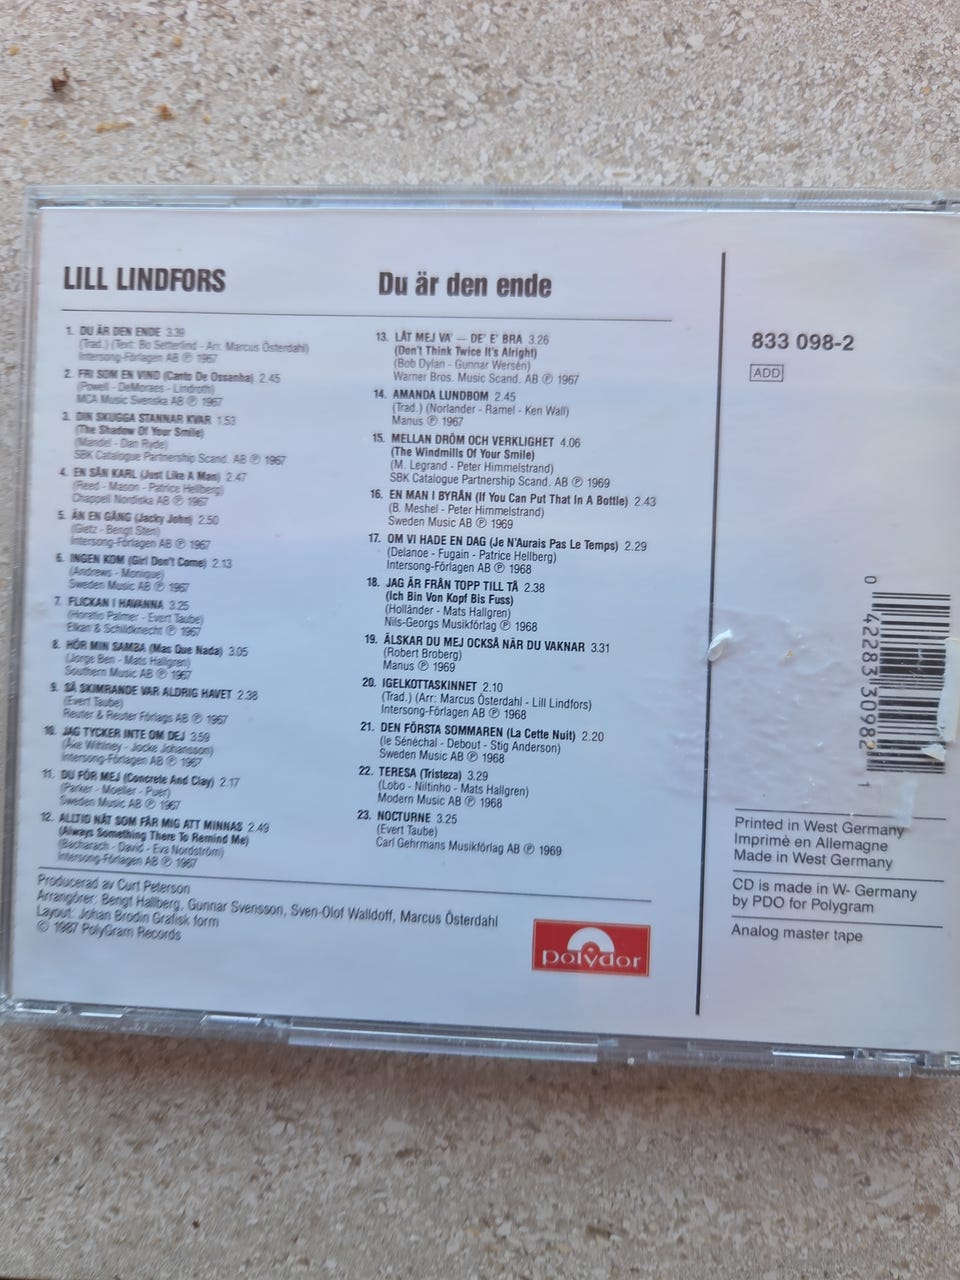 LILL LINDFORS
Du är den ende
1. DU ÄR DEN ENDE 3.39
(Trad.) (Text: Bo Setterlind - Arr: Marcus Österdahl)
Intersong-Förlagen AB ℗ 1967
2. FRI SOM EN VIND (Canto De Ossanha) 2.45
(Powell - DeMoraes - Lindroth)
MCA Music Svenska AB ℗ 1967
3. DIN SKUGGA STANNAR KVAR 1.53
(The Shadow Of Your Smile)
(Mandel - Dan Ryde)
SBK Catalogue Partnership Scand. AB ℗ 1967
4. EN SÅN KARL (Just Like A Man) 2.47
(Reed - Mason - Patrice Hellberg)
Chappell Nordiska AB ℗ 1967
5. ÄN EN GÅNG (Jacky John) 2.50
(Gietz - Bengt Sten)
Intersong-Förlagen AB ℗ 1967
6. INGEN KOM (Girl Don't Come) 2.13
(Andrews - Monique)
Sweden Music AB ℗ 1967
7. FLICKAN I HAVANNA 3.25
(Horatio Palmer - Evert Taube)
Elkan & Schildknecht ℗ 1967
8. HÖR MIN SAMBA (Mas Que Nada) 3.05
(Jorge Ben - Mats Hallgren)
Southern Music AB ℗ 1967
9. SÅ SKIMRANDE VAR ALDRIG HAVET 2.38
(Evert Taube)
Reuter & Reuter Förlags AB ℗ 1967
10. JAG TYCKER INTE OM DEJ 3.59
(Åke Wihlney - Jocke Johansson)
Intersong-Förlagen AB ℗ 1967
11. DU FÖR MEJ (Concrete And Clay) 2.17
(Parker - Moeller - Puer)
Sweden Music AB ℗ 1967
12. ALLTID NÅT SOM FÅR MIG ATT MINNAS 2.49
(Always Something There To Remind Me)
(Bacharach - David - Eva Nordström)
Intersong-Förlagen AB ℗ 1967
13. LÅT MEJ VA' — DE' E' BRA 3.26
(Don't Think Twice It's Alright)
(Bob Dylan - Gunnar Wersén)
Warner Bros. Music Scand. AB ℗ 1967
14. AMANDA LUNDBOM 2.45
(Trad.) (Norlander - Ramel - Ken Wall)
Manus ℗ 1967
15. MELLAN DRÖM OCH VERKLIGHET 4.06
(The Windmills Of Your Smile)
(M. Legrand - Peter Himmelstrand)
SBK Catalogue Partnership Scand. AB ℗ 1969
16. EN MAN I BYRÅN (If You Can Put That In A Bottle) 2.43
(B. Meshel - Peter Himmelstrand)
Sweden Music AB ℗ 1969
17. OM VI HADE EN DAG (Je N'Aurais Pas Le Temps) 2.29
(Delanoe - Fugain - Patrice Hellberg)
Intersong-Förlagen AB ℗ 1968
18. JAG ÄR FRÅN TOPP TILL TÅ 2.38
(Ich Bin Von Kopf Bis Fuss)
(Holländer - Mats Hallgren)
Nils-Georgs Musikförlag ℗ 1968
19. ÄLSKAR DU MEJ OCKSÅ NÄR DU VAKNAR 3.31
(Robert Broberg)
Manus ℗ 1969
20. IGELKOTTASKINNET 2.10
(Trad.) (Arr: Marcus Österdahl - Lill Lindfors)
Intersong-Förlagen AB ℗ 1968
21. DEN FÖRSTA SOMMAREN (La Cette Nuit) 2.20
(le Sénéchal - Debout - Stig Anderson)
Sweden Music AB ℗ 1968
22. TERESA (Tristeza) 3.29
(Lobo - Niltinho - Mats Hallgren)
Modern Music AB ℗ 1968
23. NOCTURNE 3.25
(Evert Taube)
Carl Gehrmans Musikförlag AB ℗ 1969
Producerad av Curt Peterson
Arrangörer: Bengt Hallberg, Gunnar Svensson, Sven-Olof Walldoff, Marcus Österdahl
Layout: Johan Brodin Grafisk form
© 1987 PolyGram Records
polydor
833 098-2
ADD
0 42283 30982 1
Printed in West Germany
Imprimè en Allemagne
Made in West Germany
CD is made in W- Germany
by PDO for Polygram
Analog master tape